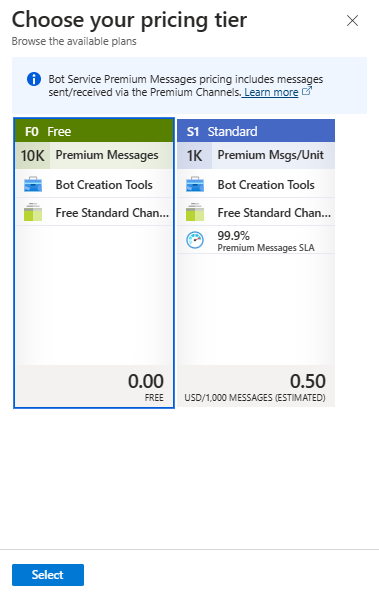 Choose your pricing tier
Browse the available plans
Bot Service Premium Messages pricing includes messages
sent/received via the Premium Channels. Learn more
F0 Free
10K Premium Messages
Bot Creation Tools
Free Standard Chan...
0.00
FREE
S1 Standard
1K Premium Msgs/Unit
Bot Creation Tools
Free Standard Chan...
99.9%
Premium Messages SLA
0.50
USD/1,000 MESSAGES (ESTIMATED)
Select